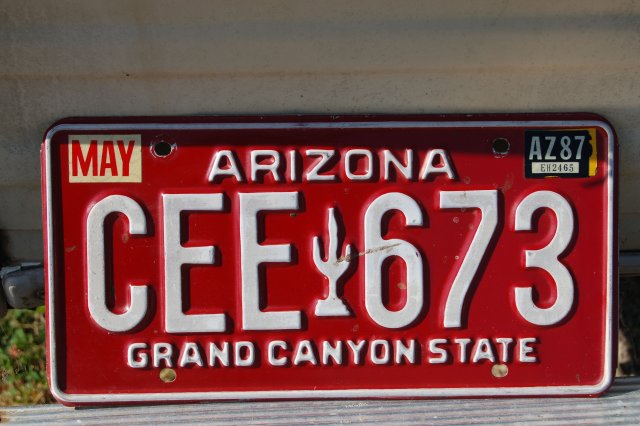 MAY
ARIZONA
AZ87
EH2465
CEE 673
GRAND CANYON STATE